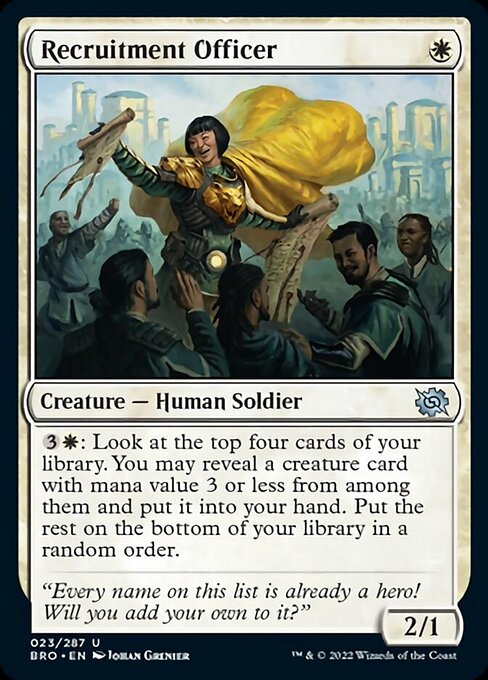 Recruitment Officer
Creature — Human Soldier
3: Look at the top four cards of your
library. You may reveal a creature card
with mana value 3 or less from among
them and put it into your hand. Put the
rest on the bottom of your library in a
random order.
“Every name on this list is already a hero!
Will you add your own to it?”
2/1
023/287 U
BRO • EN Johan Grenier
™ & © 2022 Wizards of the Coast